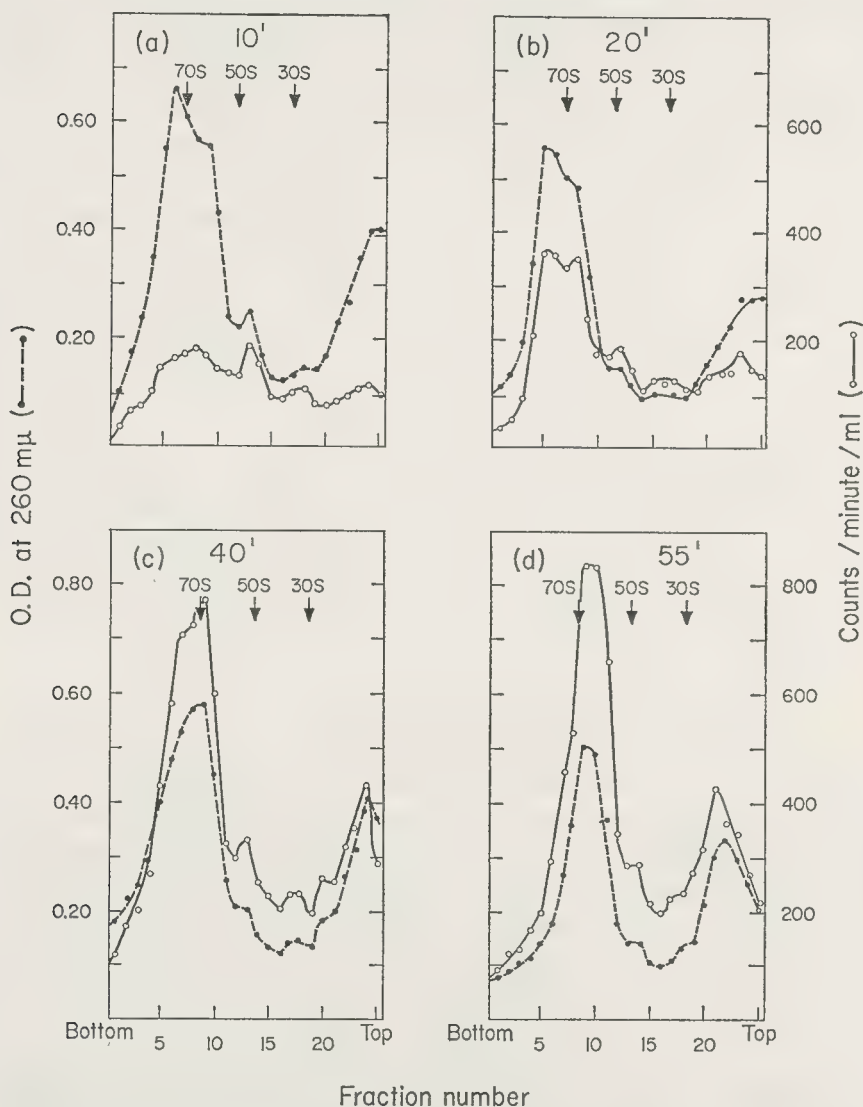 (a) 10'
70S 50S 30S
(b) 20'
70S 50S 30S
0.60
0.40
0.20
600
400
200
O.D. at 260 mμ (●---●)
Counts/minute/ml (○—○)
(c) 40'
70S 50S 30S
(d) 55'
70S 50S 30S
0.80
0.60
0.40
0.20
800
600
400
200
Bottom 5 10 15 20 Top
Bottom 5 10 15 20 Top
Fraction number